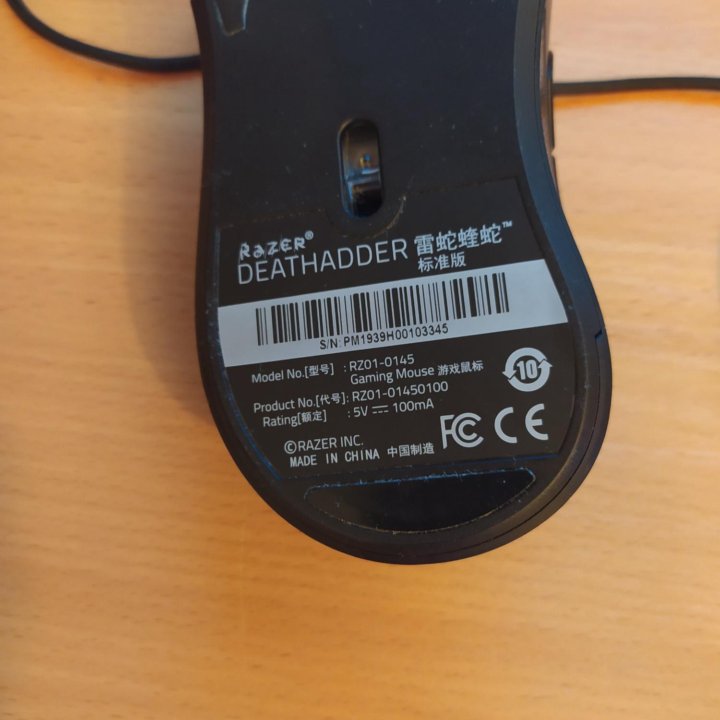 RAZER®
DEATHADDER 雷蛇蝰蛇™
标准版
S/N: PM1939H00103345
Model No.[型号] : RZ01-0145
Gaming Mouse 游戏鼠标
Product No.[代号]: RZ01-01450100
Rating[额定] : 5V ⎓ 100mA
10
FC CE
©RAZER INC.
MADE IN CHINA 中国制造